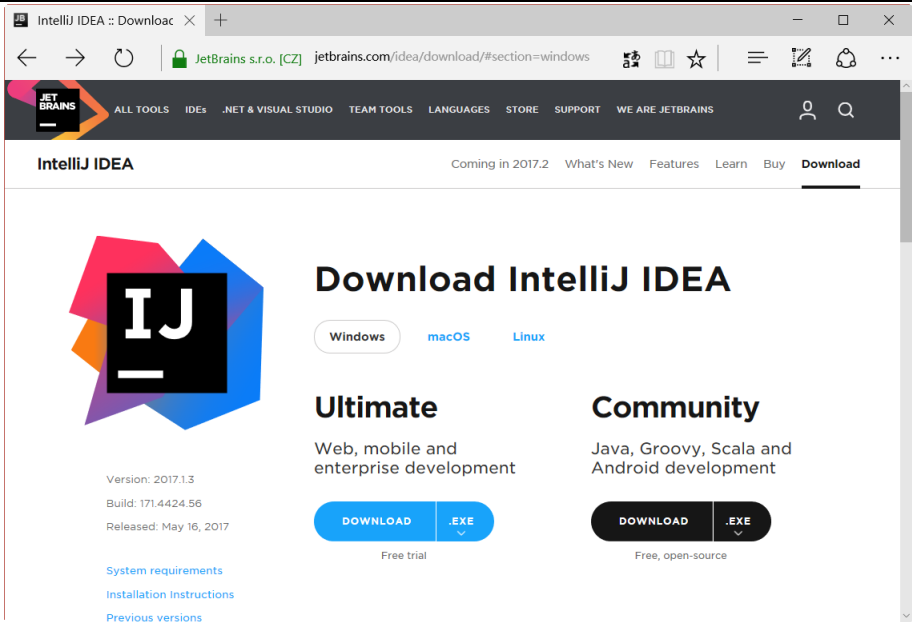 IntelliJ IDEA :: Downloac
JetBrains s.r.o. [CZ] jetbrains.com/idea/download/#section=windows
JET
BRAINS
ALL TOOLS IDEs .NET & VISUAL STUDIO TEAM TOOLS LANGUAGES STORE SUPPORT WE ARE JETBRAINS
IntelliJ IDEA Coming in 2017.2 What's New Features Learn Buy Download
IJ
Download IntelliJ IDEA
Windows macOS Linux
Ultimate
Web, mobile and
enterprise development
DOWNLOAD .EXE
Free trial
Community
Java, Groovy, Scala and
Android development
DOWNLOAD .EXE
Free, open-source
Version: 2017.1.3
Build: 171.4424.56
Released: May 16, 2017
System requirements
Installation Instructions
Previous versions